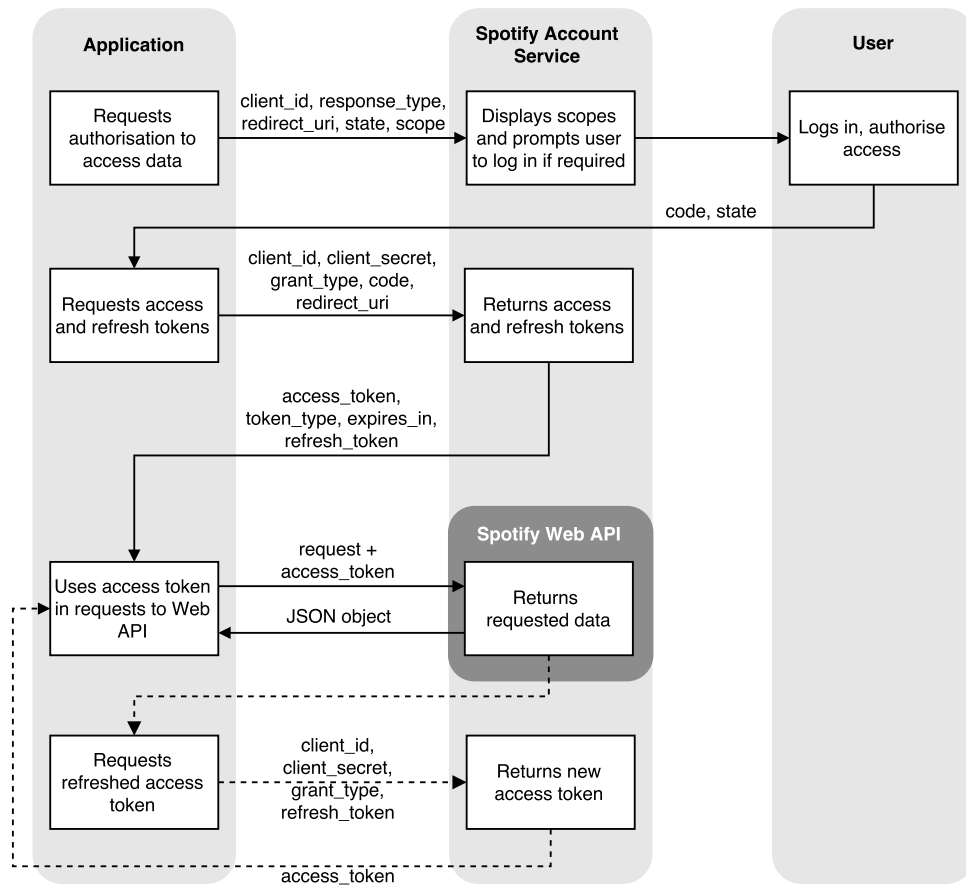 Application
Spotify Account
Service
User
Requests
authorisation to
access data
client_id, response_type,
redirect_uri, state, scope
Displays scopes
and prompts user
to log in if required
Logs in, authorise
access
code, state
Requests access
and refresh tokens
client_id, client_secret,
grant_type, code,
redirect_uri
Returns access
and refresh tokens
access_token,
token_type, expires_in,
refresh_token
Spotify Web API
Uses access token
in requests to Web
API
request +
access_token
JSON object
Returns
requested data
Requests
refreshed access
token
client_id,
client_secret,
grant_type,
refresh_token
Returns new
access token
access_token